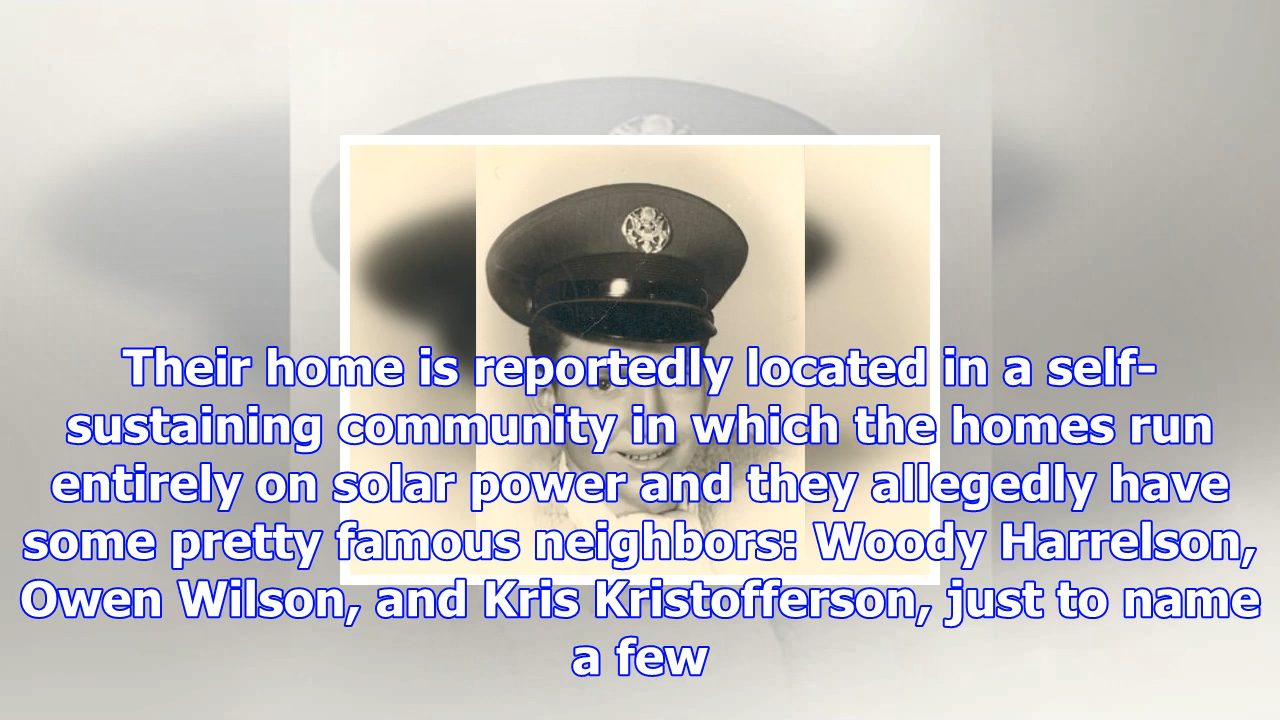 Their home is reportedly located in a self-
sustaining community in which the homes run
entirely on solar power and they allegedly have
some pretty famous neighbors: Woody Harrelson,
Owen Wilson, and Kris Kristofferson, just to name
a few